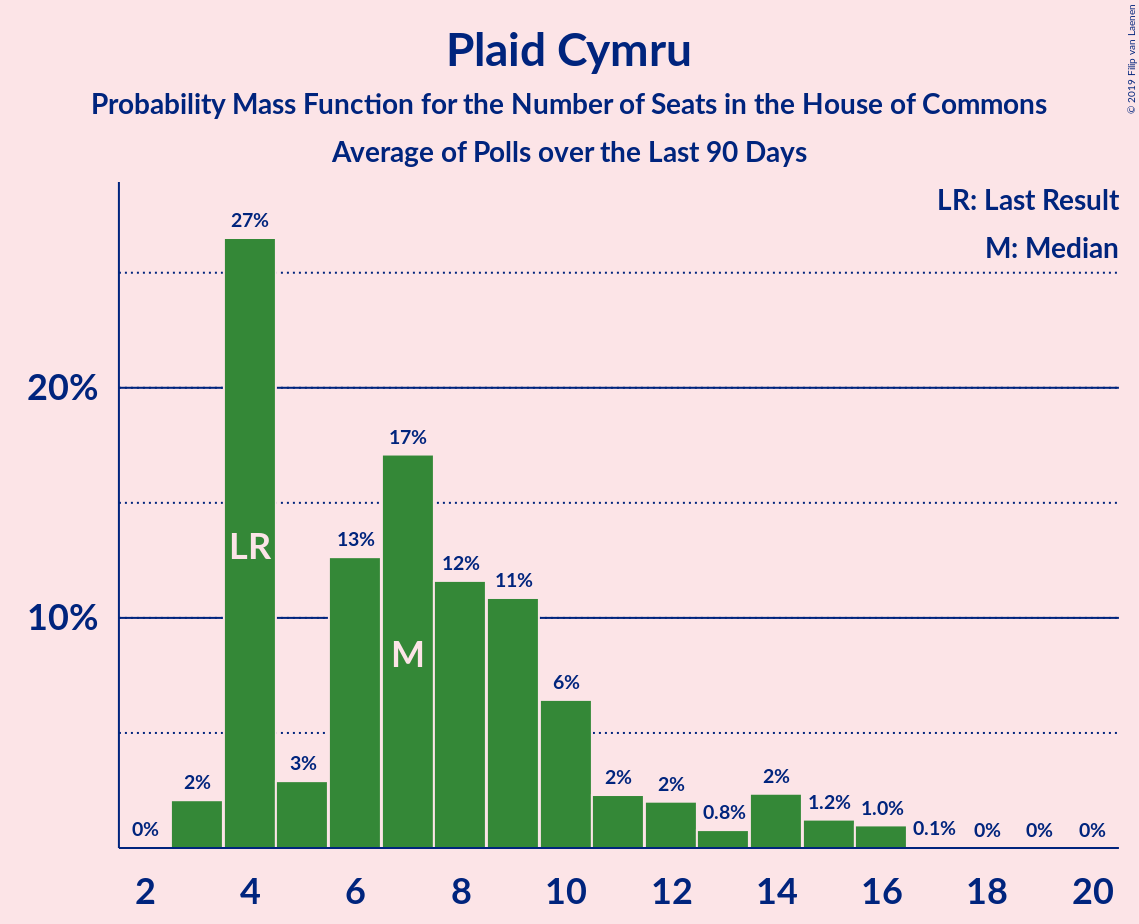 Plaid Cymru
Probability Mass Function for the Number of Seats in the House of Commons
Average of Polls over the Last 90 Days
© 2019 Filip van Laenen
LR: Last Result
M: Median
27%
20%
17%
13%
LR
12%
11%
10%
M
6%
3%
2%
2%
2%
2%
0.8%
1.2%
1.0%
0.1%
0%
0%
0%
0%
2 4 6 8 10 12 14 16 18 20